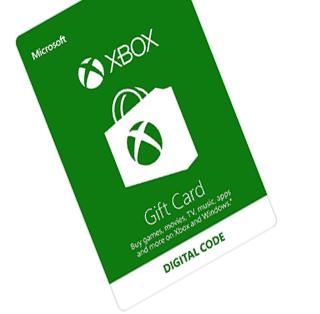 Microsoft
XBOX
Gift Card
Buy games, movies, TV, music, apps
and more on Xbox and Windows.*
DIGITAL CODE